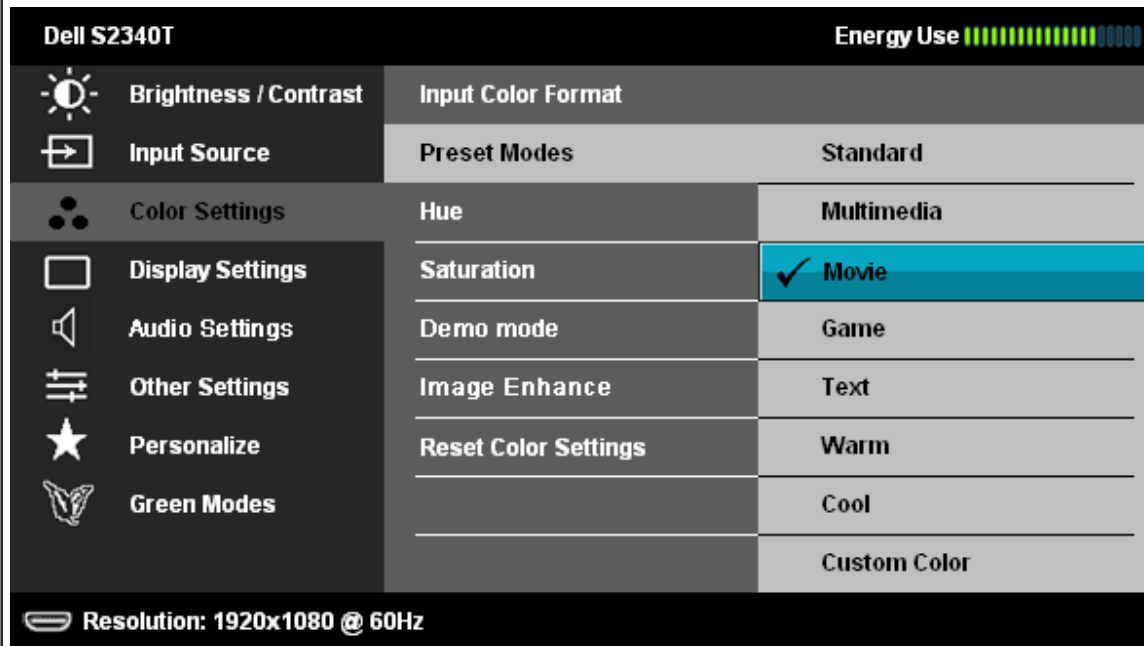 Dell S2340T Energy Use
Brightness / Contrast Input Color Format
Input Source Preset Modes Standard
Color Settings Hue Multimedia
Display Settings Saturation Movie
Audio Settings Demo mode Game
Other Settings Image Enhance Text
Personalize Reset Color Settings Warm
Green Modes Cool
Custom Color
Resolution: 1920x1080 @ 60Hz